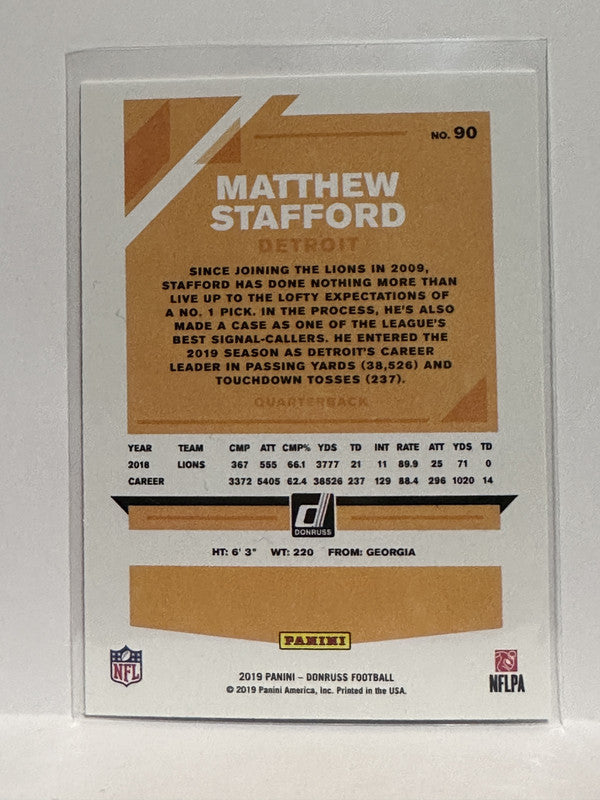 NO. 90
MATTHEW
STAFFORD
DETROIT
SINCE JOINING THE LIONS IN 2009,
STAFFORD HAS DONE NOTHING MORE THAN
LIVE UP TO THE LOFTY EXPECTATIONS OF
A NO. 1 PICK. IN THE PROCESS, HE'S ALSO
MADE A CASE AS ONE OF THE LEAGUE'S
BEST SIGNAL-CALLERS. HE ENTERED THE
2019 SEASON AS DETROIT'S CAREER
LEADER IN PASSING YARDS (38,526) AND
TOUCHDOWN TOSSES (237).
QUARTERBACK
YEAR TEAM CMP ATT CMP% YDS TD INT RATE ATT YDS TD
2018 LIONS 367 555 66.1 3777 21 11 89.9 25 71 0
CAREER 3372 5405 62.4 38526 237 129 88.4 296 1020 14
d
DONRUSS
HT: 6' 3" WT: 220 FROM: GEORGIA
PANINI
NFL
2019 PANINI – DONRUSS FOOTBALL
© 2019 Panini America, Inc. Printed in the USA.
NFLPA